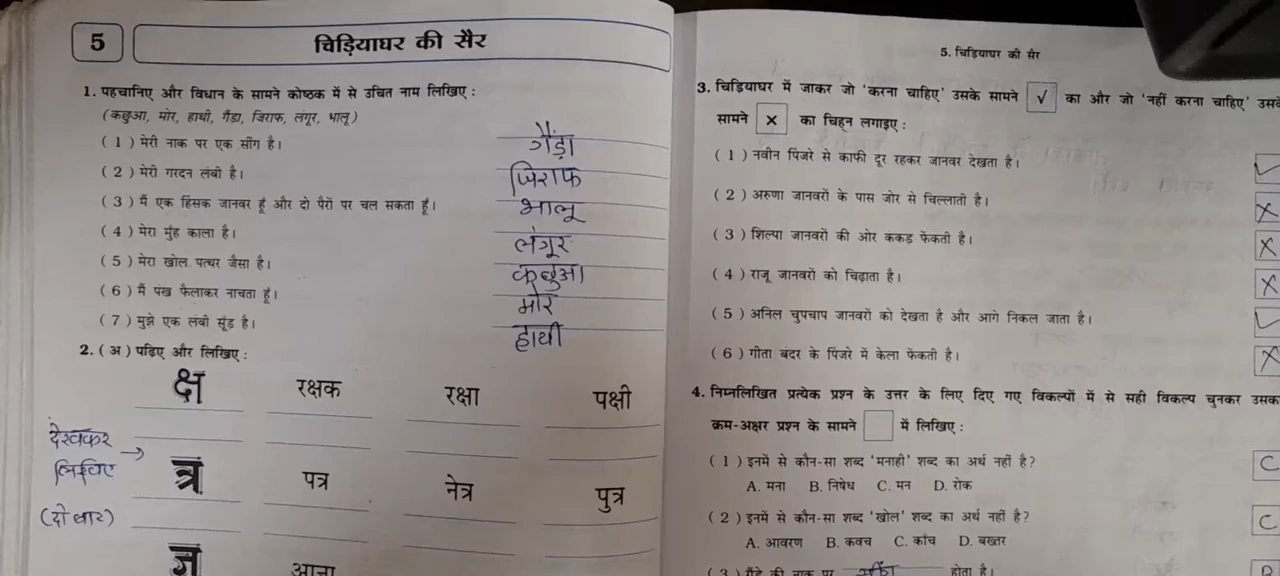 5
चिड़ियाघर की सैर
1. पहचानिए और विधान के सामने कोष्ठक में से उचित नाम लिखिए :
(कछुआ, मोर, हाथी, गैंडा, जिराफ, लंगूर, भालू)
(1) मेरी नाक पर एक सींग है। गैंड़ा
(2) मेरी गरदन लंबी है। जिराफ
(3) मैं एक हिंसक जानवर हूँ और दो पैरों पर चल सकता हूँ। भालू
(4) मेरा मुँह काला है। लंगूर
(5) मेरा खोल पत्थर जैसा है। कछुआ
(6) मैं पंख फैलाकर नाचता हूँ। मोर
(7) मुझे एक लंबी सूँड है। हाथी
2. (अ) पढिए और लिखिए :
क्ष रक्षक रक्षा पक्षी
देखकर लिखिए (दो बार) →
त्र पत्र नेत्र पुत्र
ज्ञ
5. चिड़ियाघर की सैर
3. चिड़ियाघर में जाकर जो 'करना चाहिए' उसके सामने √ का और जो 'नहीं करना चाहिए'
सामने × का चिह्न लगाइए :
(1) नवीन पिंजरे से काफी दूर रहकर जानवर देखता है। ✓
(2) अरुणा जानवरों के पास जोर से चिल्लाती है। ×
(3) शिल्पा जानवरों की ओर कंकड़ फेंकती है। ×
(4) राजू जानवरों को चिढ़ाता है। ×
(5) अनिल चुपचाप जानवरों को देखता है और आगे निकल जाता है। ✓
(6) गीता बंदर के पिंजरे में केला फेंकती है। ×
4. निम्नलिखित प्रत्येक प्रश्न के उत्तर के लिए दिए गए विकल्पों में से सही विकल्प चुनकर
क्रम-अक्षर प्रश्न के सामने में लिखिए :
(1) इनमें से कौन-सा शब्द 'मनाही' शब्द का अर्थ नहीं है? C
A. मना B. निषेध C. मन D. रोक
(2) इनमें से कौन-सा शब्द 'खोल' शब्द का अर्थ नहीं है? C
A. आवरण B. कवच C. काँच D. बख्तर
(3) गैंडे की नाक पर सींग होता है।